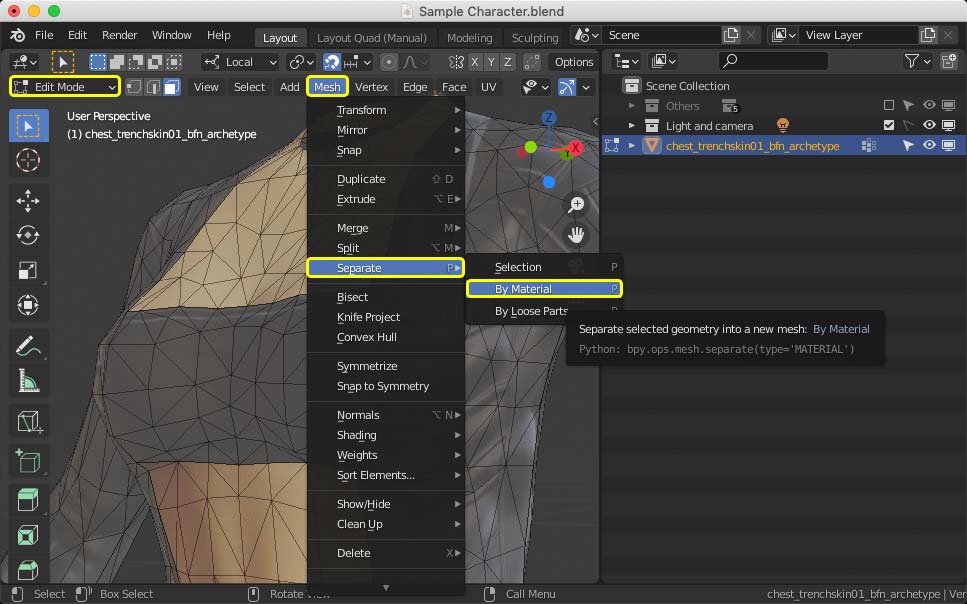 Sample Character.blend
File Edit Render Window Help Layout Layout Quad (Manual) Modeling Sculpting Scene View Layer
Local X Y Z Options
Edit Mode View Select Add Mesh Vertex Edge Face UV
User Perspective
(1) chest_trenchskin01_bfn_archetype
Z
X
Y
Transform
Mirror
Snap
Duplicate ⇧ D
Extrude ⌥ E
Merge M
Split ⌥ M
Separate P
Bisect
Knife Project
Convex Hull
Symmetrize
Snap to Symmetry
Normals ⌥ N
Shading
Weights
Sort Elements...
Show/Hide
Clean Up
Delete X
Selection P
By Material P
By Loose Parts
Separate selected geometry into a new mesh: By Material
Python: bpy.ops.mesh.separate(type='MATERIAL')
Scene Collection
Others 5
Light and camera
chest_trenchskin01_bfn_archetype
Select Box Select Rotate View Call Menu chest_trenchskin01_bfn_archetype | Ver